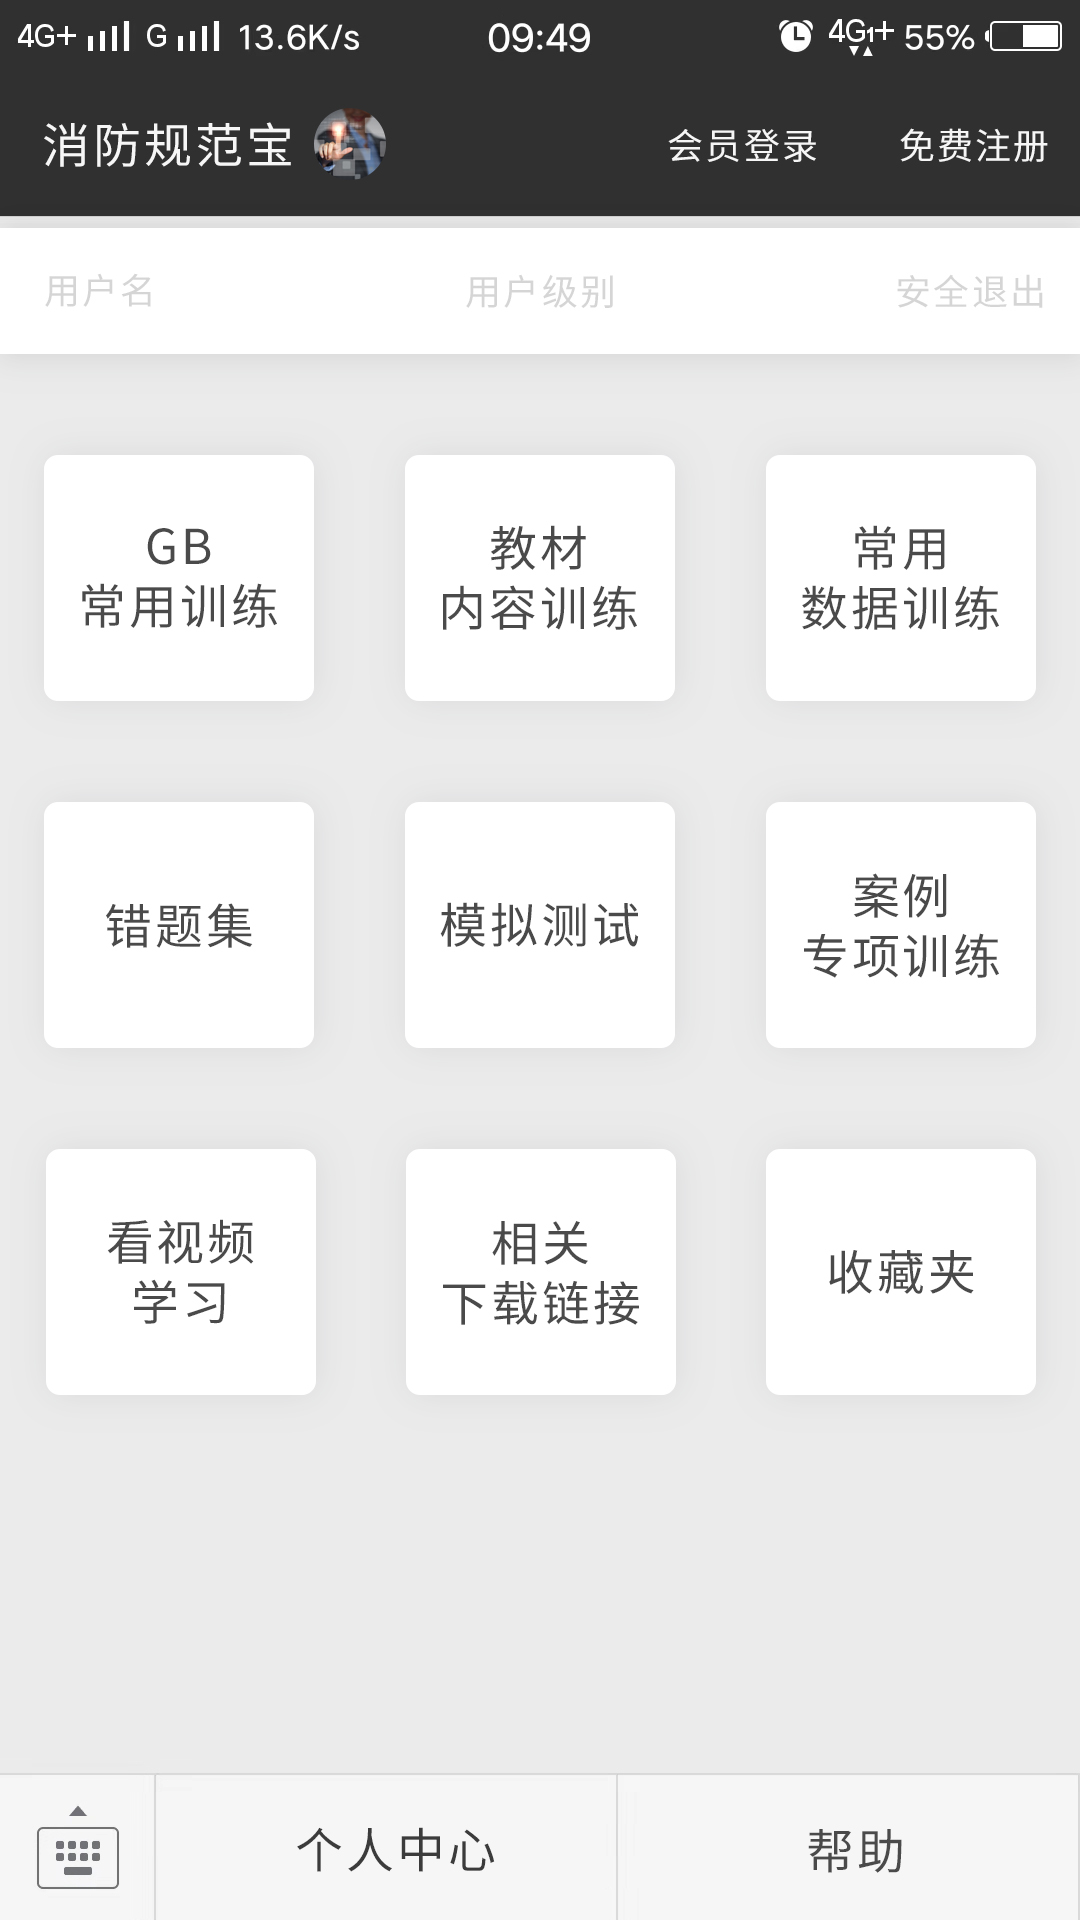 4G+ G 13.6K/s 09:49 4G+ 55%
消防规范宝 会员登录 免费注册
用户名 用户级别 安全退出
GB
常用训练
教材
内容训练
常用
数据训练
错题集
模拟测试
案例
专项训练
看视频
学习
相关
下载链接
收藏夹
个人中心 帮助